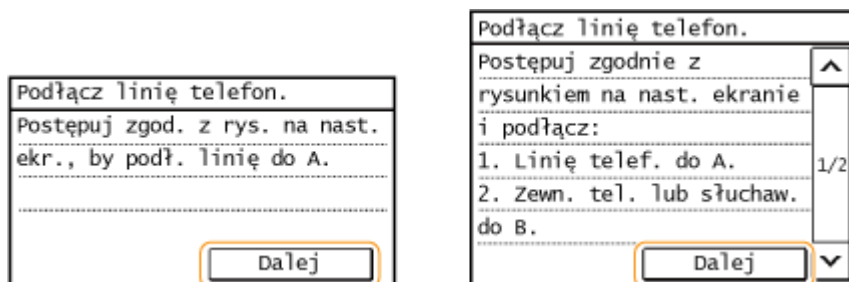 Podłącz linię telefon.
Postępuj zgod. z rys. na nast.
ekr., by podł. linię do A.
Dalej
Podłącz linię telefon.
Postępuj zgodnie z
rysunkiem na nast. ekranie
i podłącz:
1. Linię telef. do A.
2. Zewn. tel. lub słuchaw.
do B.
1/2
Dalej